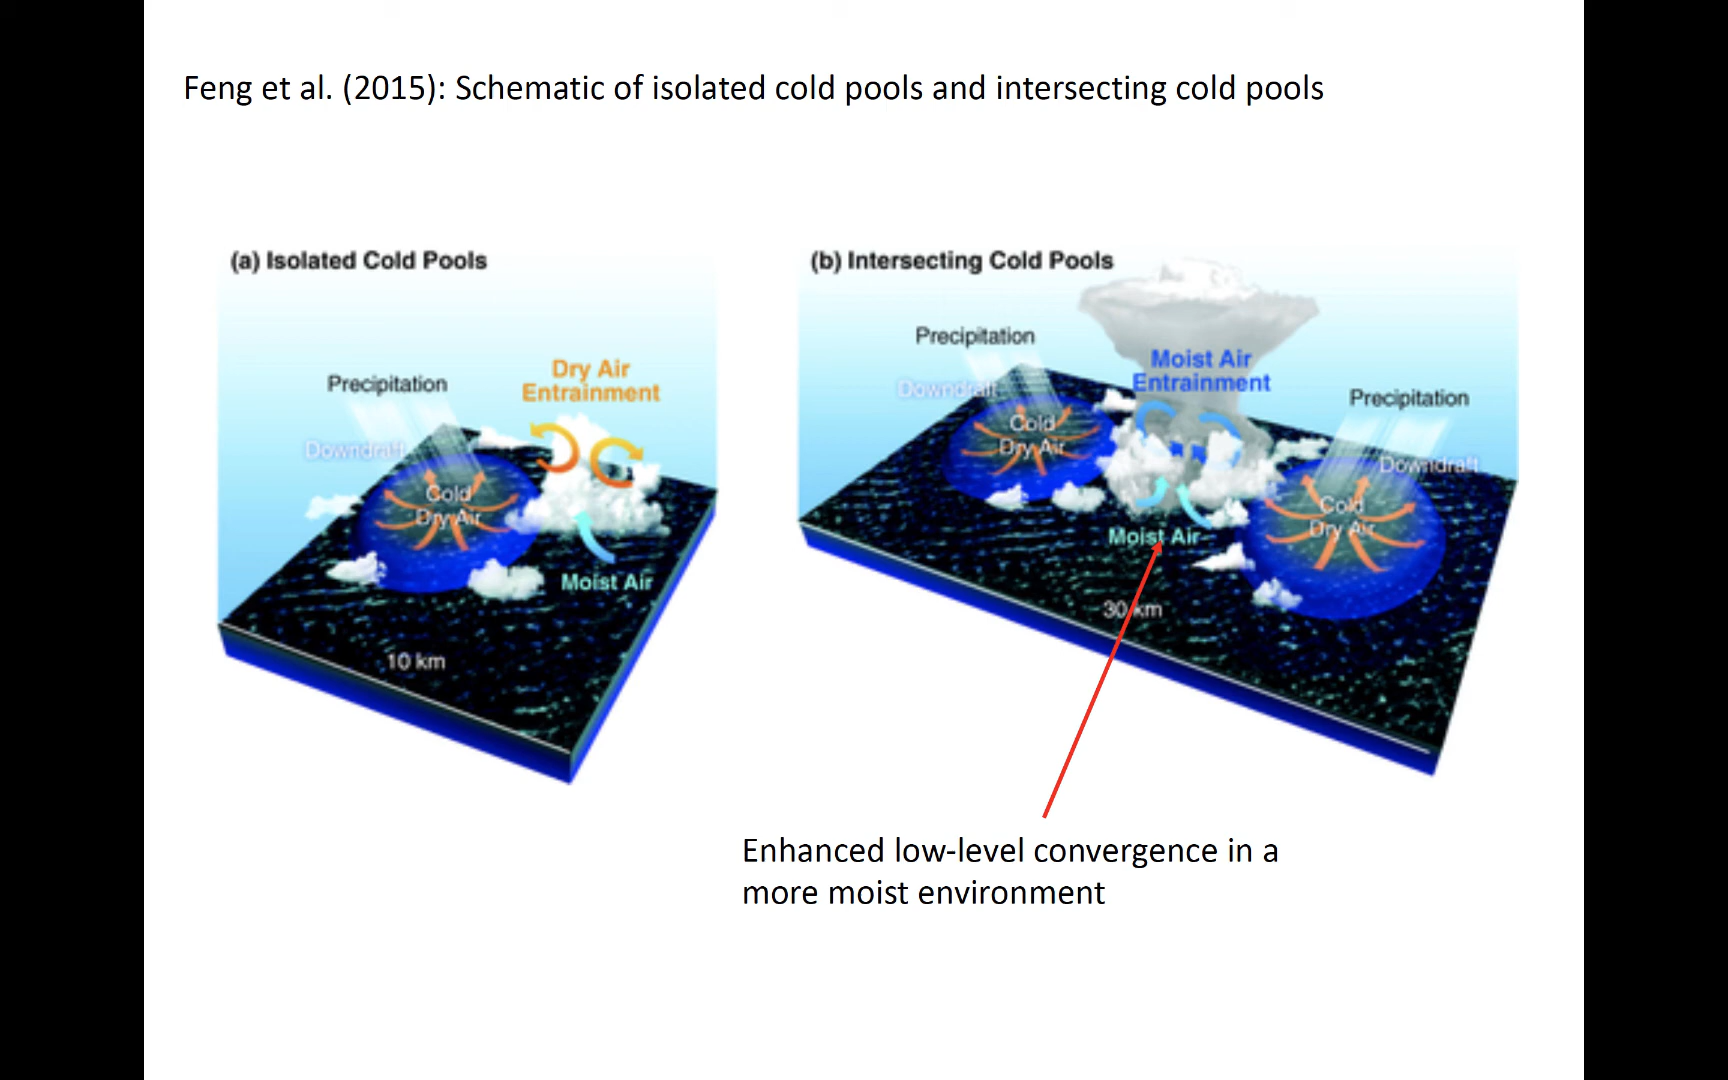 Feng et al. (2015): Schematic of isolated cold pools and intersecting cold pools
(a) Isolated Cold Pools
Precipitation
Dry Air
Entrainment
Downdraft
Cold
Dry Air
Moist Air
10 km
(b) Intersecting Cold Pools
Precipitation
Moist Air
Entrainment
Downdraft
Cold
Dry Air
Precipitation
Downdraft
Cold
Dry Air
Moist Air
30 km
Enhanced low-level convergence in a
more moist environment